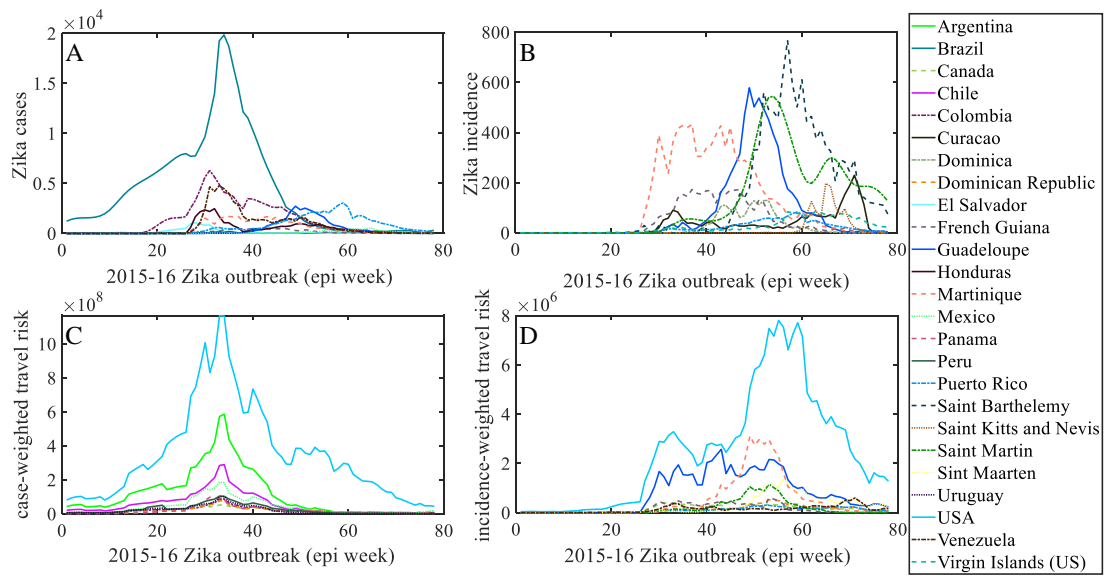 ×10⁴
A
2
1.5
1
0.5
0
0 20 40 60 80
Zika cases
2015-16 Zika outbreak (epi week)
B
800
600
400
200
0
0 20 40 60 80
Zika incidence
2015-16 Zika outbreak (epi week)
×10⁸
C
10
8
6
4
2
0
0 20 40 60 80
case-weighted travel risk
2015-16 Zika outbreak (epi week)
×10⁶
D
8
6
4
2
0
0 20 40 60 80
incidence-weighted travel risk
2015-16 Zika outbreak (epi week)
Argentina
Brazil
Canada
Chile
Colombia
Curacao
Dominica
Dominican Republic
El Salvador
French Guiana
Guadeloupe
Honduras
Martinique
Mexico
Panama
Peru
Puerto Rico
Saint Barthelemy
Saint Kitts and Nevis
Saint Martin
Sint Maarten
Uruguay
USA
Venezuela
Virgin Islands (US)